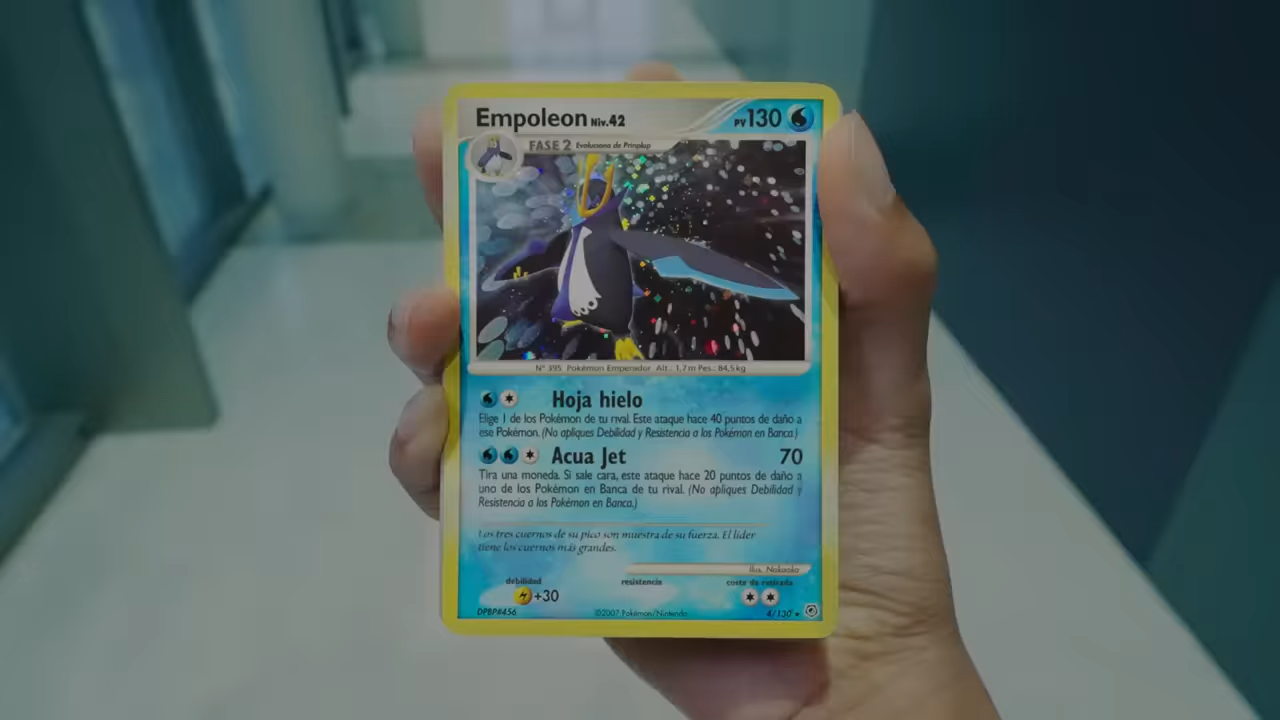 Empoleon Niv.42
PV 130
FASE 2 Evoluciona de Prinplup
Nº 395 Pokémon Emperador Alt.: 1,7 m Pes.: 84,5 kg
Hoja hielo
Elige 1 de los Pokémon de tu rival. Este ataque hace 40 puntos de daño a
ese Pokémon. (No apliques Debilidad y Resistencia a los Pokémon en Banca.)
Acua Jet 70
Tira una moneda. Si sale cara, este ataque hace 20 puntos de daño a
uno de los Pokémon en Banca de tu rival. (No apliques Debilidad y
Resistencia a los Pokémon en Banca.)
Los tres cuernos de su pico son muestra de su fuerza. El líder
tiene los cuernos más grandes.
Ilus. Nakaoka
debilidad resistencia coste de retirada
+30
DPBP#456 ©2007 Pokémon/Nintendo 4/130